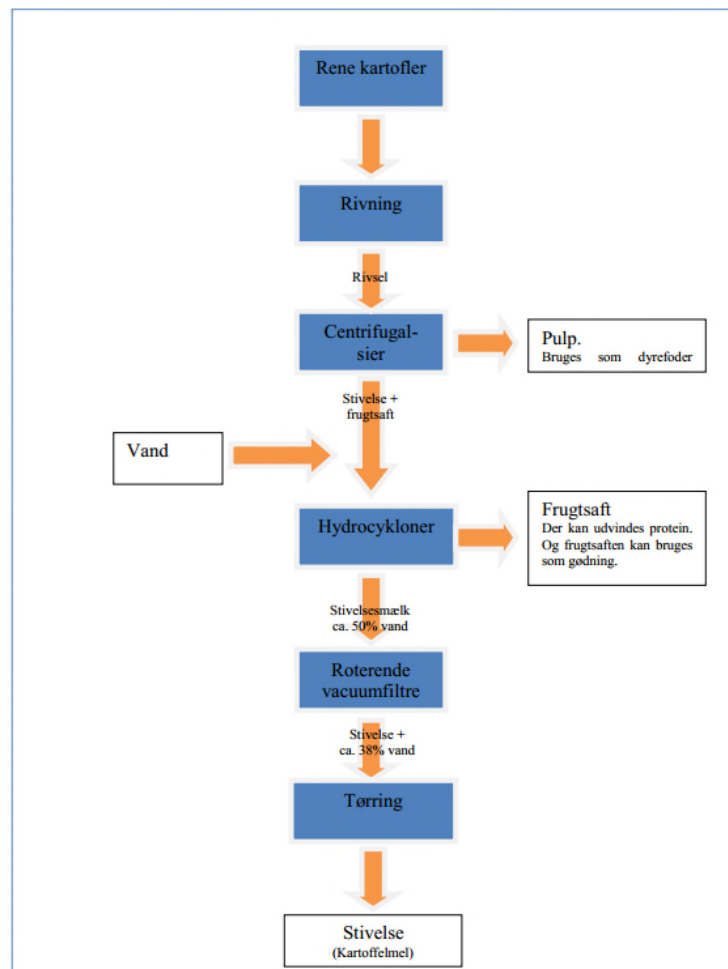 Rene kartofler
Rivning
Rivsel
Centrifugal-
sier
Pulp.
Bruges som dyrefoder
Stivelse +
frugtsaft
Vand
Hydrocykloner
Frugtsaft
Der kan udvindes protein.
Og frugtsaften kan bruges
som gødning.
Stivelsesmælk
ca. 50% vand
Roterende
vacuumfiltre
Stivelse +
ca. 38% vand
Tørring
Stivelse
(Kartoffelmel)